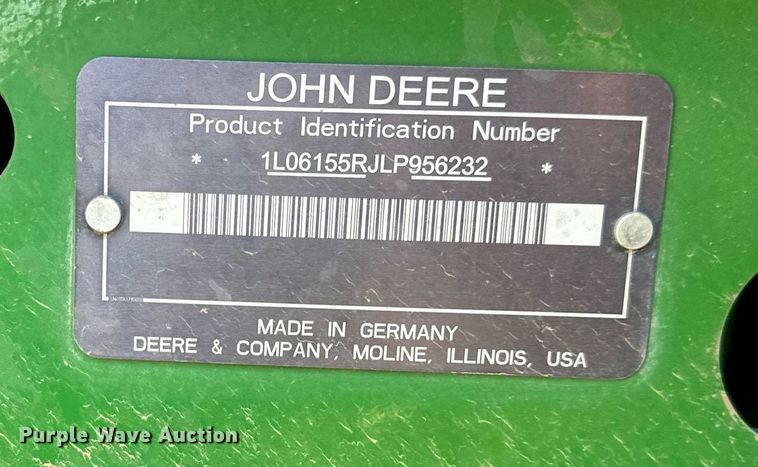 JOHN DEERE
Product Identification Number
* 1L06155RJLP956232 *
MADE IN GERMANY
DEERE & COMPANY, MOLINE, ILLINOIS, USA
Purple Wave Auction